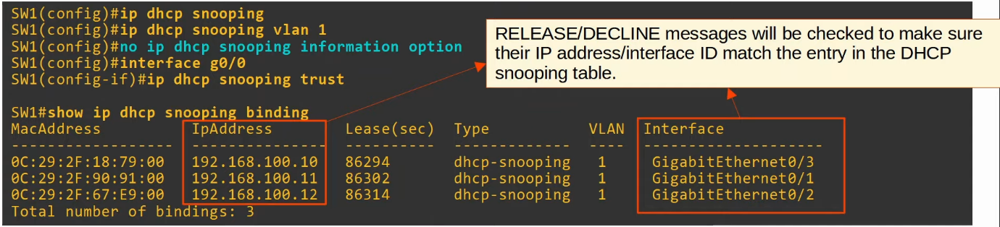 SW1(config)#ip dhcp snooping
SW1(config)#ip dhcp snooping vlan 1
SW1(config)#no ip dhcp snooping information option
SW1(config)#interface g0/0
SW1(config-if)#ip dhcp snooping trust
RELEASE/DECLINE messages will be checked to make sure
their IP address/interface ID match the entry in the DHCP
snooping table.
SW1#show ip dhcp snooping binding
MacAddress IpAddress Lease(sec) Type VLAN Interface
------------------ --------------- ---------- ------------- ---- --------------------
0C:29:2F:18:79:00 192.168.100.10 86294 dhcp-snooping 1 GigabitEthernet0/3
0C:29:2F:90:91:00 192.168.100.11 86302 dhcp-snooping 1 GigabitEthernet0/1
0C:29:2F:67:E9:00 192.168.100.12 86314 dhcp-snooping 1 GigabitEthernet0/2
Total number of bindings: 3